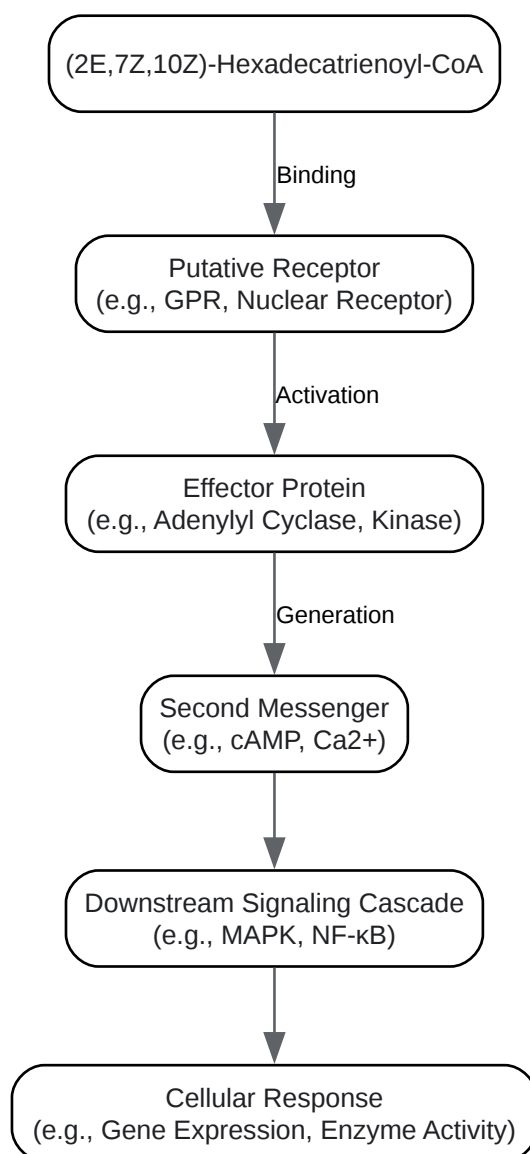 (2E,7Z,10Z)-Hexadecatrienoyl-CoA
Binding
Putative Receptor
(e.g., GPR, Nuclear Receptor)
Activation
Effector Protein
(e.g., Adenylyl Cyclase, Kinase)
Generation
Second Messenger
(e.g., cAMP, Ca2+)
Downstream Signaling Cascade
(e.g., MAPK, NF-κB)
Cellular Response
(e.g., Gene Expression, Enzyme Activity)